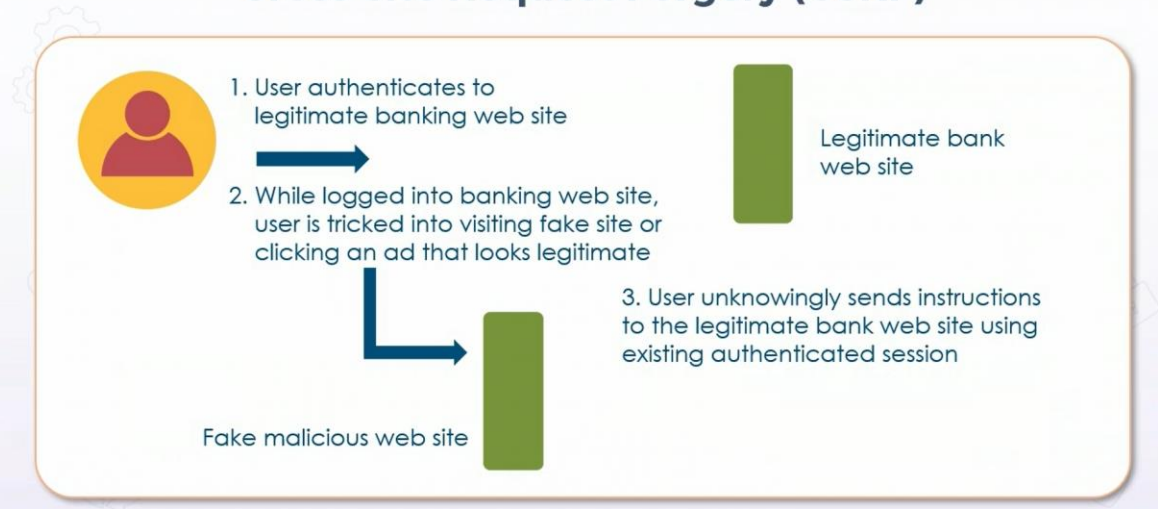 1. User authenticates to
legitimate banking web site
2. While logged into banking web site,
user is tricked into visiting fake site or
clicking an ad that looks legitimate
Legitimate bank
web site
3. User unknowingly sends instructions
to the legitimate bank web site using
existing authenticated session
Fake malicious web site